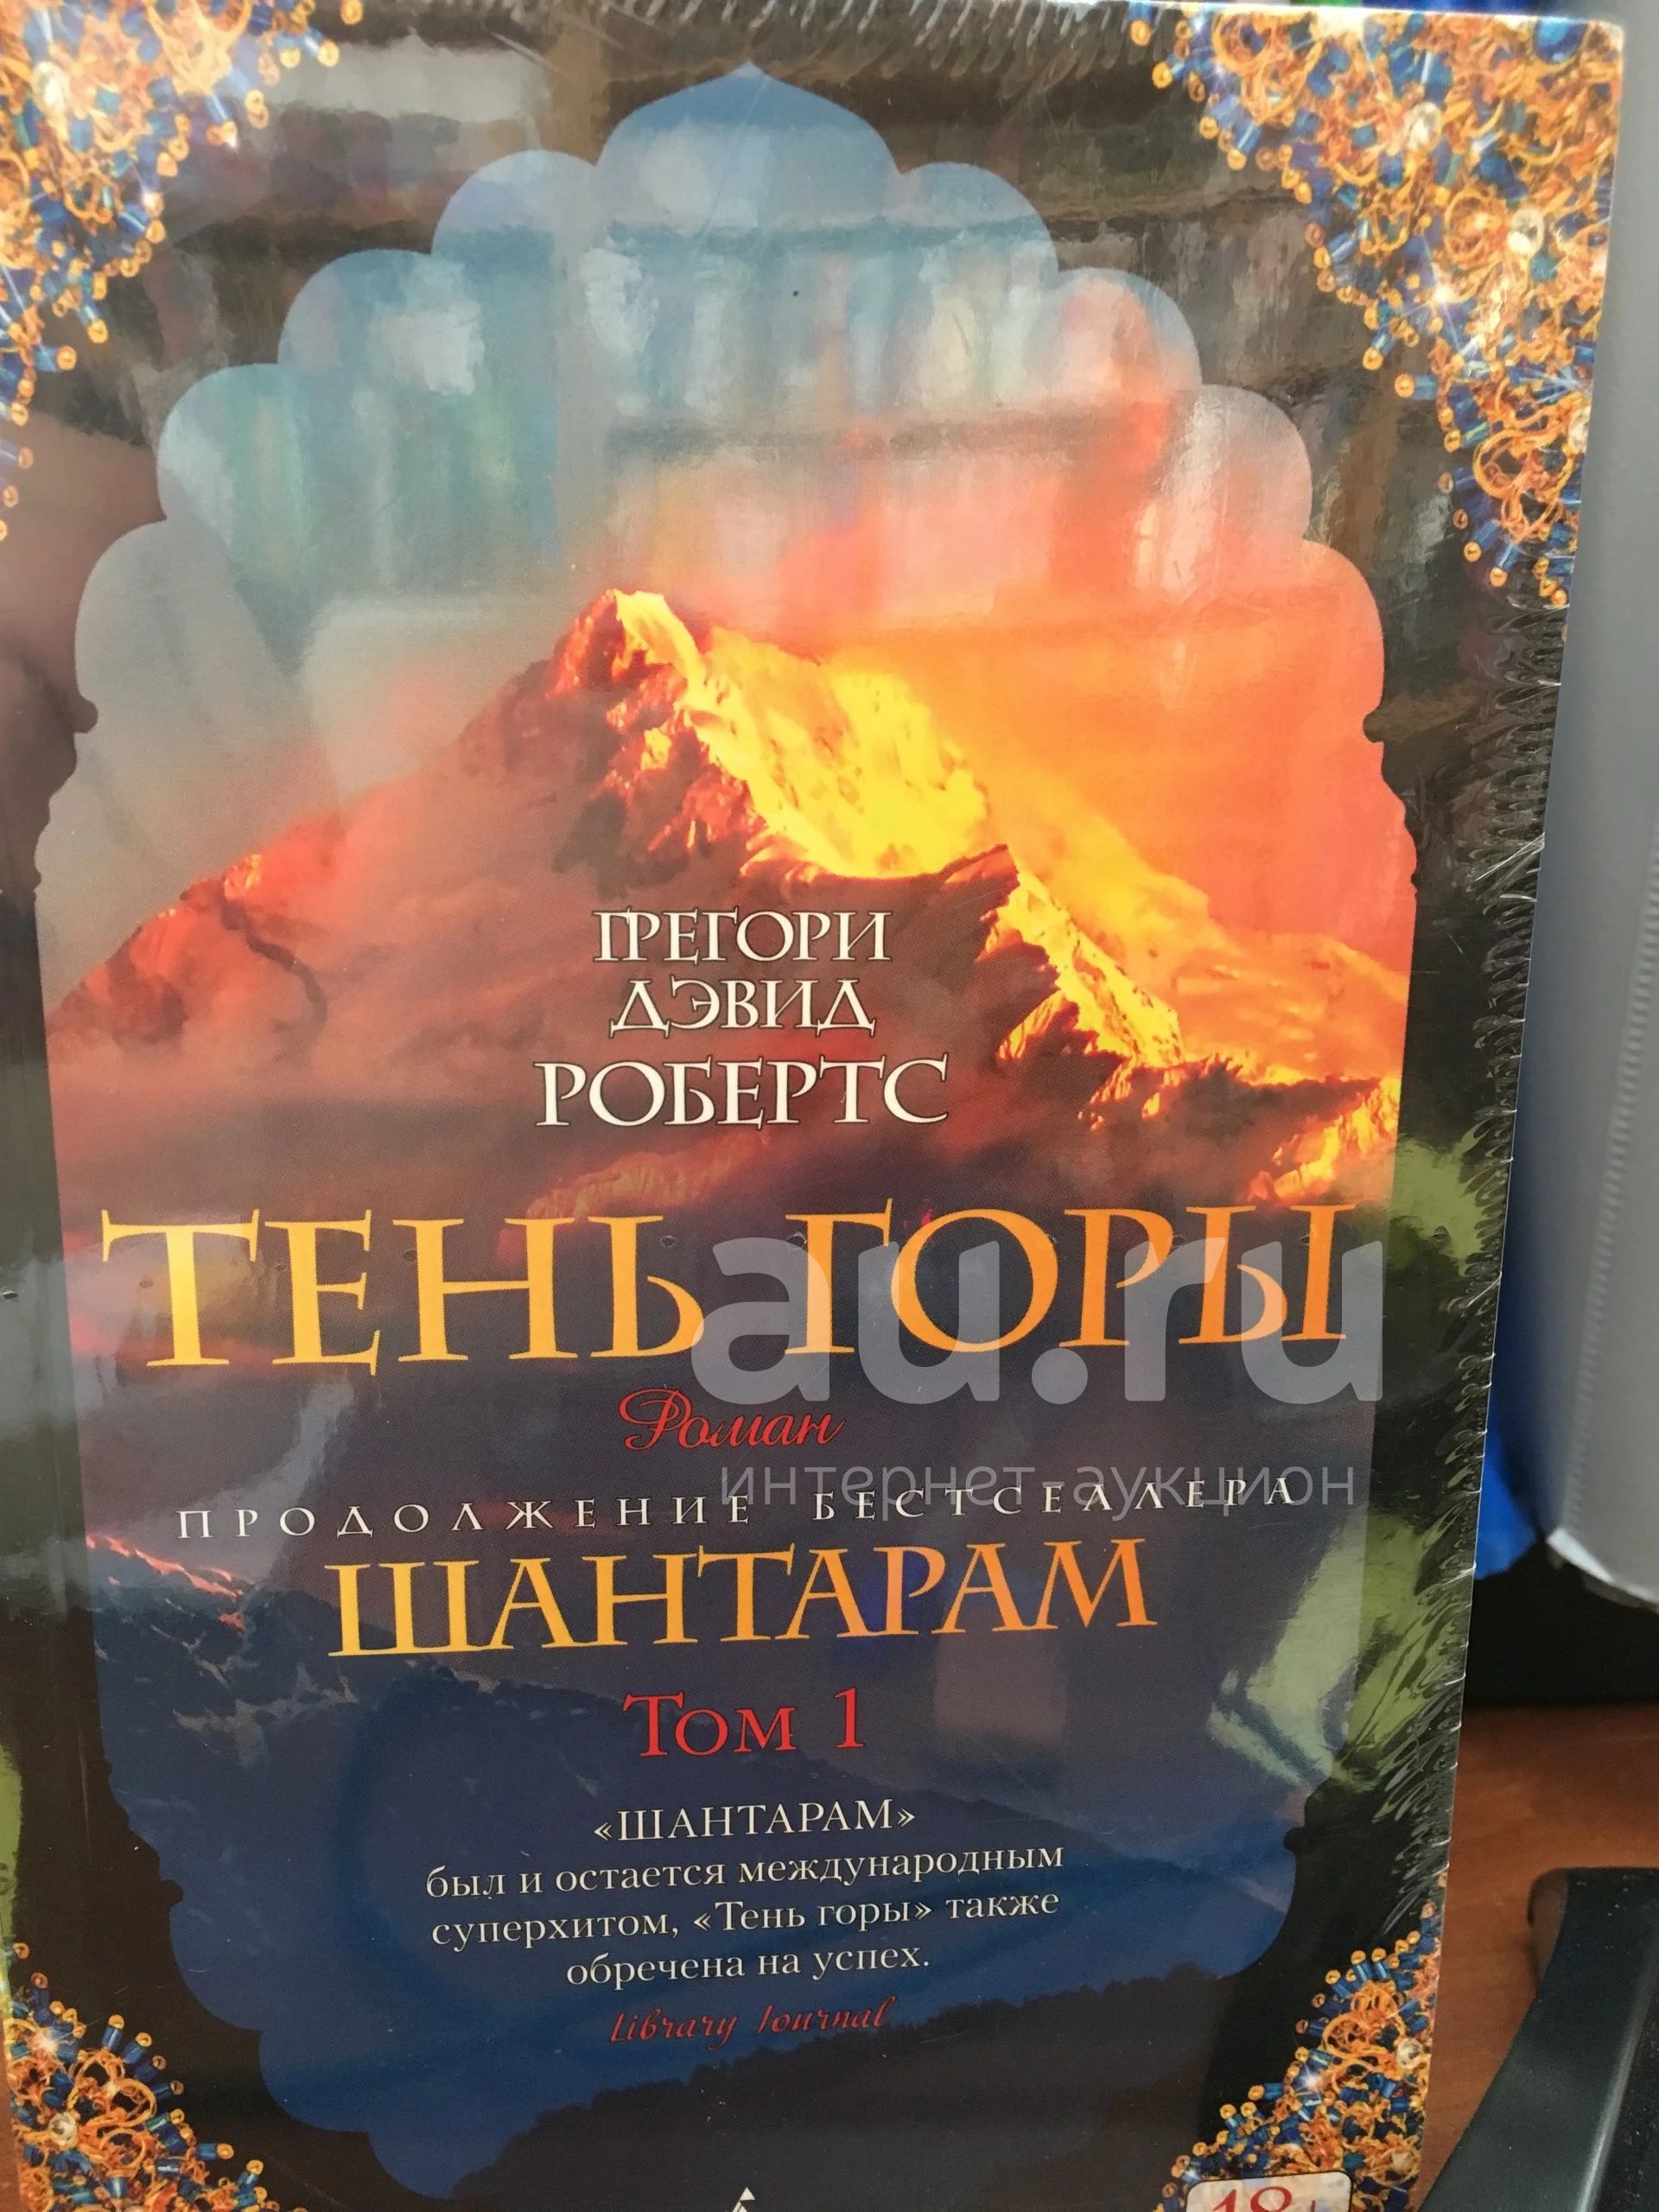 ГРЕГОРИ
ДЭВИД
РОБЕРТС
ТЕНЬ ГОРЫ
au.ru
Роман
интернет-аукцион
ПРОДОЛЖЕНИЕ БЕСТСЕЛЛЕРА
ШАНТАРАМ
Том 1
«ШАНТАРАМ»
был и остается международным
суперхитом, «Тень горы» также
обречена на успех.
Library Journal
18+